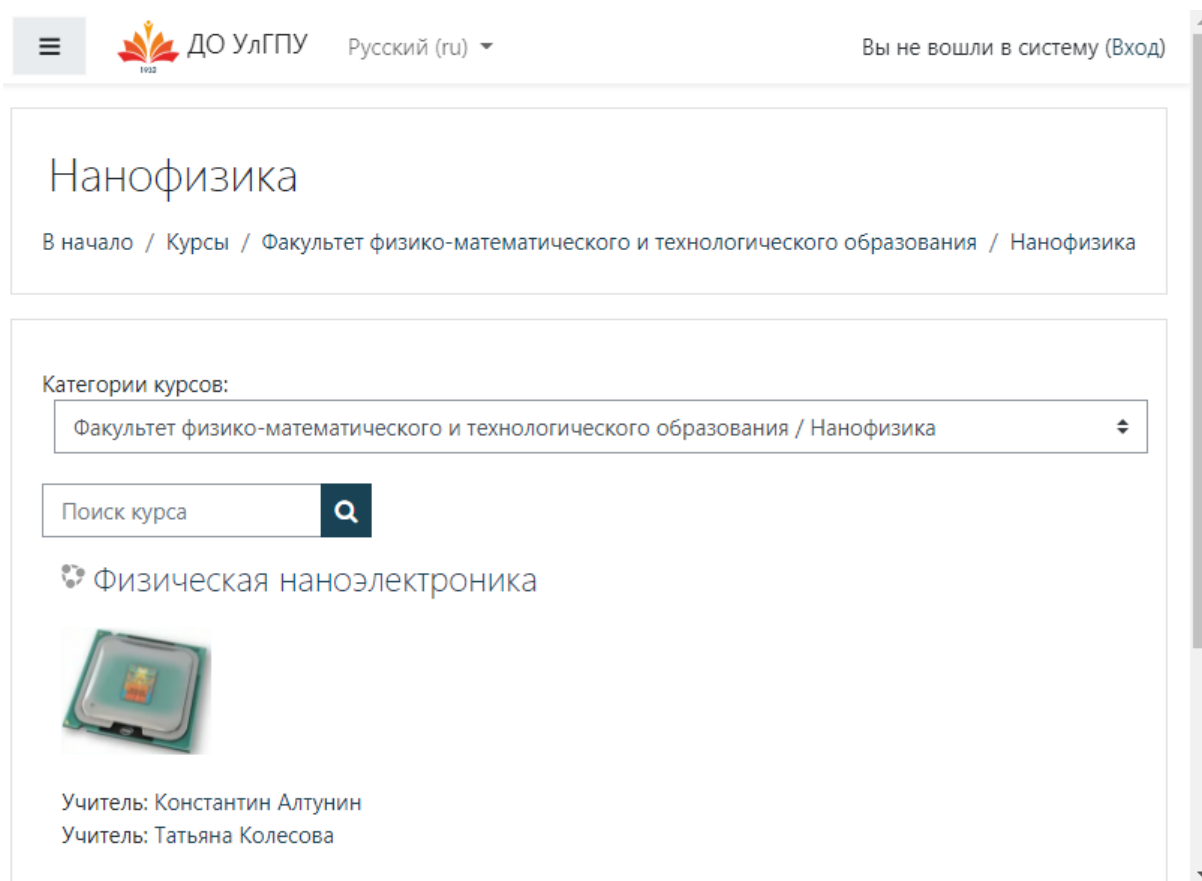 ДО УлГПУ Русский (ru) Вы не вошли в систему (Вход)
1932
Нанофизика
В начало / Курсы / Факультет физико-математического и технологического образования / Нанофизика
Категории курсов:
Факультет физико-математического и технологического образования / Нанофизика
Поиск курса
Физическая наноэлектроника
Учитель: Константин Алтунин
Учитель: Татьяна Колесова